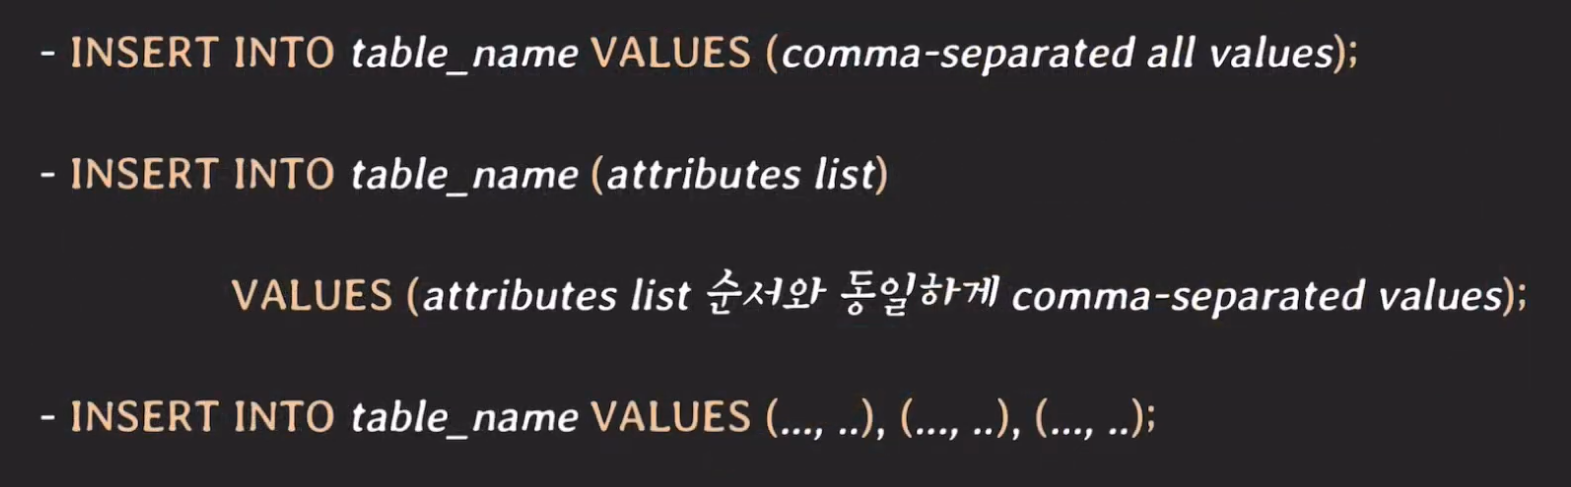 - INSERT INTO table_name VALUES (comma-separated all values);
- INSERT INTO table_name (attributes list)
VALUES (attributes list 순서와 동일하게 comma-separated values);
- INSERT INTO table_name VALUES (..., ..), (..., ..), (..., ..);